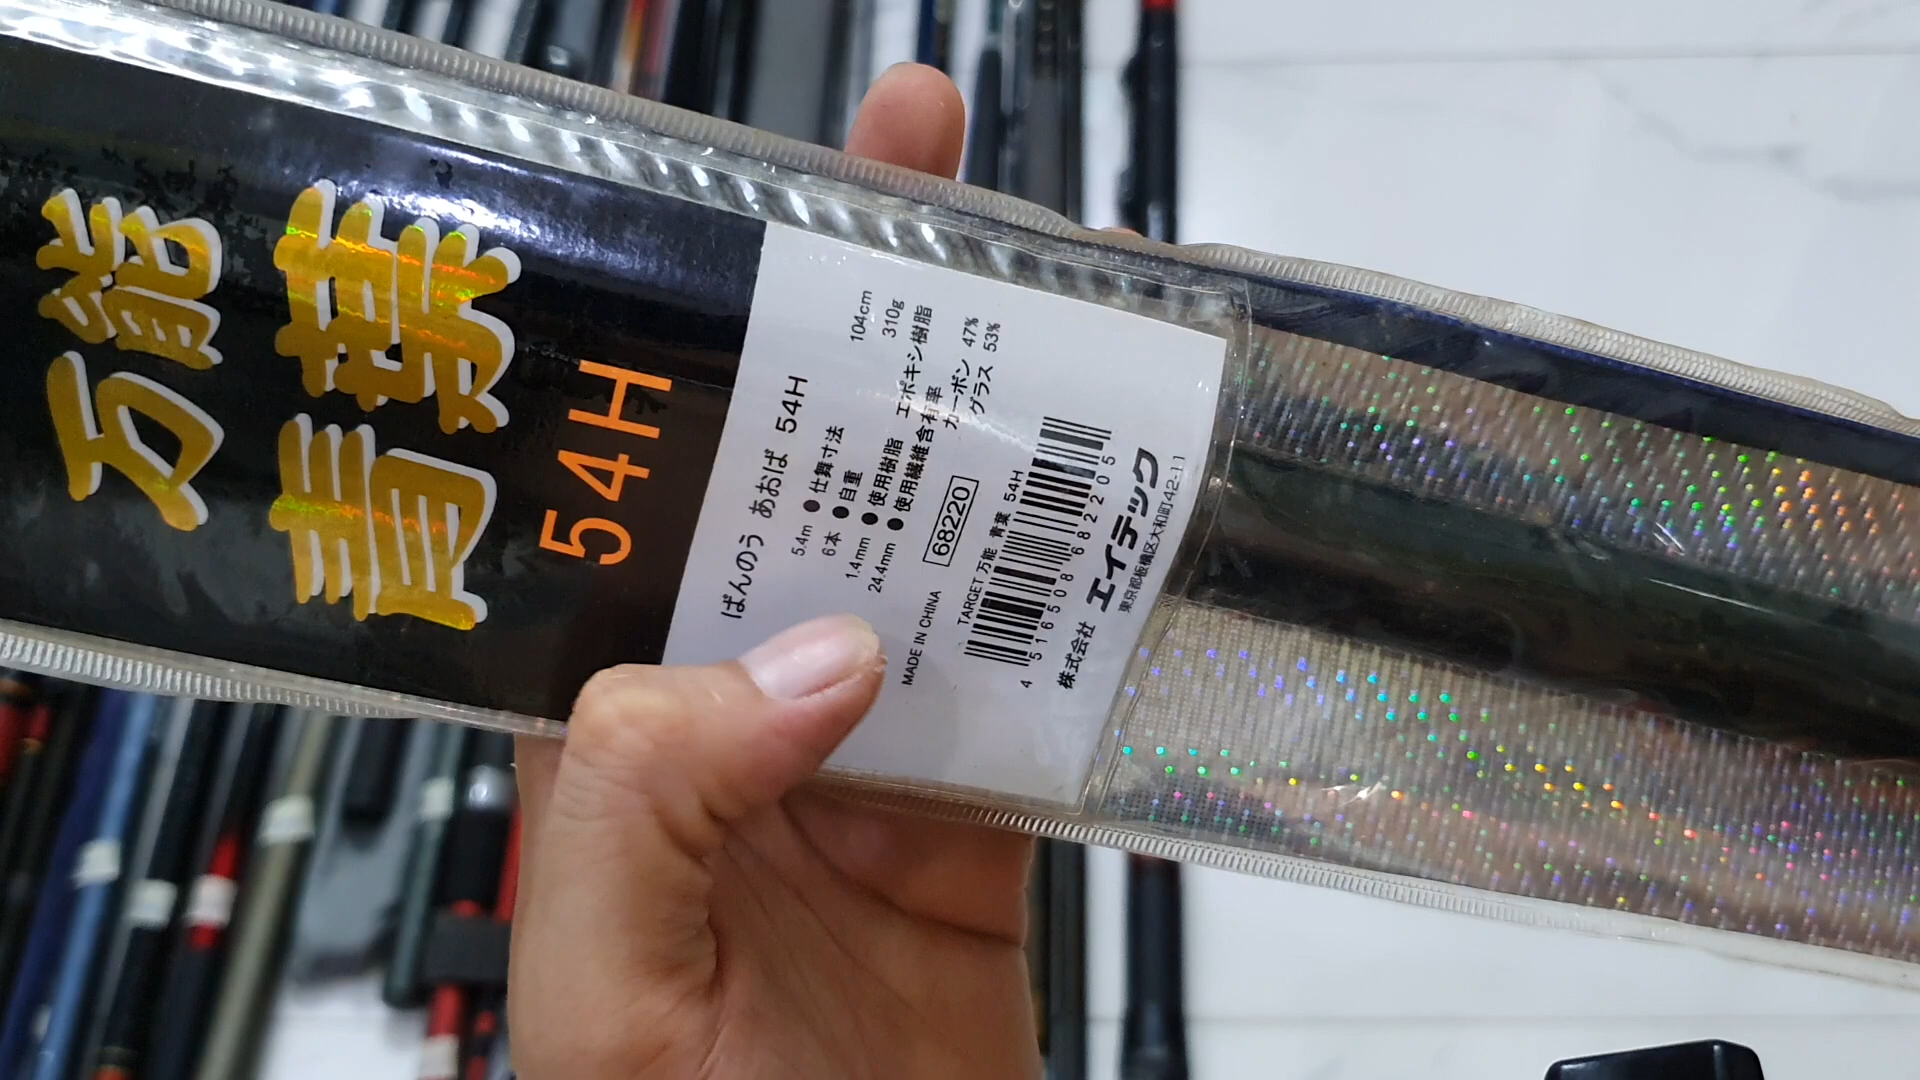 万能
青葉
54H
ばんのう あおば 54H
5.4m ●仕舞寸法 104cm
6本 ●自重 310g
1.4mm ●使用樹脂 エポキシ樹脂
24.4mm ●使用繊維含有率
カーボン 47%
グラス 53%
68220
MADE IN CHINA
TARGET 万能 青葉 54H
4 516508 682205
株式会社 エイテック
東京都板橋区大和町42-11